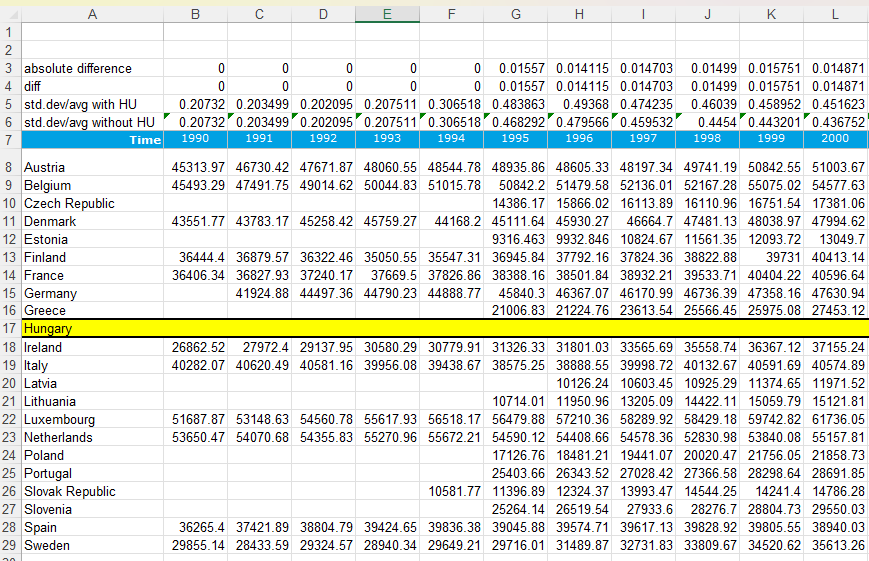 A B C D E F G H I J K L
1
2
3 absolute difference 0 0 0 0 0 0.01557 0.014115 0.014703 0.01499 0.015751 0.014871
4 diff 0 0 0 0 0 0.01557 0.014115 0.014703 0.01499 0.015751 0.014871
5 std.dev/avg with HU 0.20732 0.203499 0.202095 0.207511 0.306518 0.483863 0.49368 0.474235 0.46039 0.458952 0.451623
6 std.dev/avg without HU 0.20732 0.203499 0.202095 0.207511 0.306518 0.468292 0.479566 0.459532 0.4454 0.443201 0.436752
7 Time 1990 1991 1992 1993 1994 1995 1996 1997 1998 1999 2000
8 Austria 45313.97 46730.42 47671.87 48060.55 48544.78 48935.86 48605.33 48197.34 49741.19 50842.55 51003.67
9 Belgium 45493.29 47491.75 49014.62 50044.83 51015.78 50842.2 51479.58 52136.01 52167.28 55075.02 54577.63
10 Czech Republic 14386.17 15866.02 16113.89 16110.96 16751.54 17381.06
11 Denmark 43551.77 43783.17 45258.42 45759.27 44168.2 45111.64 45930.27 46664.7 47481.13 48038.97 47994.62
12 Estonia 9316.463 9932.846 10824.67 11561.35 12093.72 13049.7
13 Finland 36444.4 36879.57 36322.46 35050.55 35547.31 36945.84 37792.16 37824.36 38822.88 39731 40413.14
14 France 36406.34 36827.93 37240.17 37669.5 37826.86 38388.16 38501.84 38932.21 39533.71 40404.22 40596.64
15 Germany 41924.88 44497.36 44790.23 44888.77 45840.3 46367.07 46170.99 46736.39 47358.16 47630.94
16 Greece 21006.83 21224.76 23613.54 25566.45 25975.08 27453.12
17 Hungary
18 Ireland 26862.52 27972.4 29137.95 30580.29 30779.91 31326.33 31801.03 33565.69 35558.74 36367.12 37155.24
19 Italy 40282.07 40620.49 40581.16 39956.08 39438.67 38575.25 38888.55 39998.72 40132.67 40591.69 40574.89
20 Latvia 10126.24 10603.45 10925.29 11374.65 11971.52
21 Lithuania 10714.01 11950.96 13205.09 14422.11 15059.79 15121.81
22 Luxembourg 51687.87 53148.63 54560.78 55617.93 56518.17 56479.88 57210.36 58289.92 58429.18 59742.82 61736.05
23 Netherlands 53650.47 54070.68 54355.83 55270.96 55672.21 54590.12 54408.66 54578.36 52830.98 53840.08 55157.81
24 Poland 17126.76 18481.21 19441.07 20020.47 21756.05 21858.73
25 Portugal 25403.66 26343.52 27028.42 27366.58 28298.64 28691.85
26 Slovak Republic 10581.77 11396.89 12324.37 13993.47 14544.25 14241.4 14786.28
27 Slovenia 25264.14 26519.54 27933.6 28276.7 28804.73 29550.03
28 Spain 36265.4 37421.89 38804.79 39424.65 39836.38 39045.88 39574.71 39617.13 39828.92 39805.55 38940.03
29 Sweden 29855.14 28433.59 29324.57 28940.34 29649.21 29716.01 31489.87 32731.83 33809.67 34520.62 35613.26